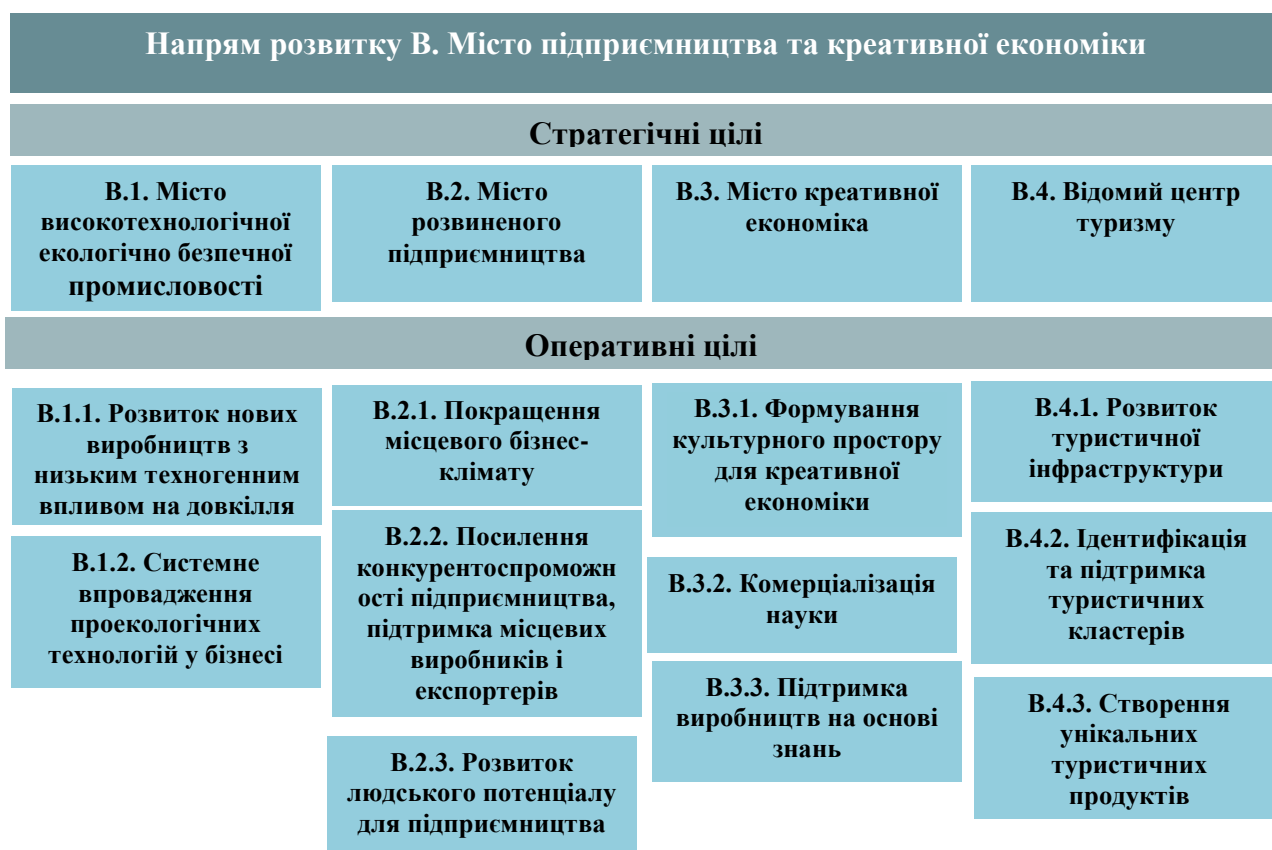 Напрям розвитку В. Місто підприємництва та креативної економіки
Стратегічні цілі
В.1. Місто
високотехнологічної
екологічно безпечної
промисловості
В.2. Місто
розвиненого
підприємництва
В.3. Місто креативної
економіка
В.4. Відомий центр
туризму
Оперативні цілі
В.1.1. Розвиток нових
виробництв з
низьким техногенним
впливом на довкілля
В.1.2. Системне
впровадження
проекологічних
технологій у бізнесі
В.2.1. Покращення
місцевого бізнес-
клімату
В.2.2. Посилення
конкурентоспроможн
ості підприємництва,
підтримка місцевих
виробників і
експортерів
В.2.3. Розвиток
людського потенціалу
для підприємництва
В.3.1. Формування
культурного простору
для креативної
економіки
В.3.2. Комерціалізація
науки
В.3.3. Підтримка
виробництв на основі
знань
В.4.1. Розвиток
туристичної
інфраструктури
В.4.2. Ідентифікація
та підтримка
туристичних
кластерів
В.4.3. Створення
унікальних
туристичних
продуктів